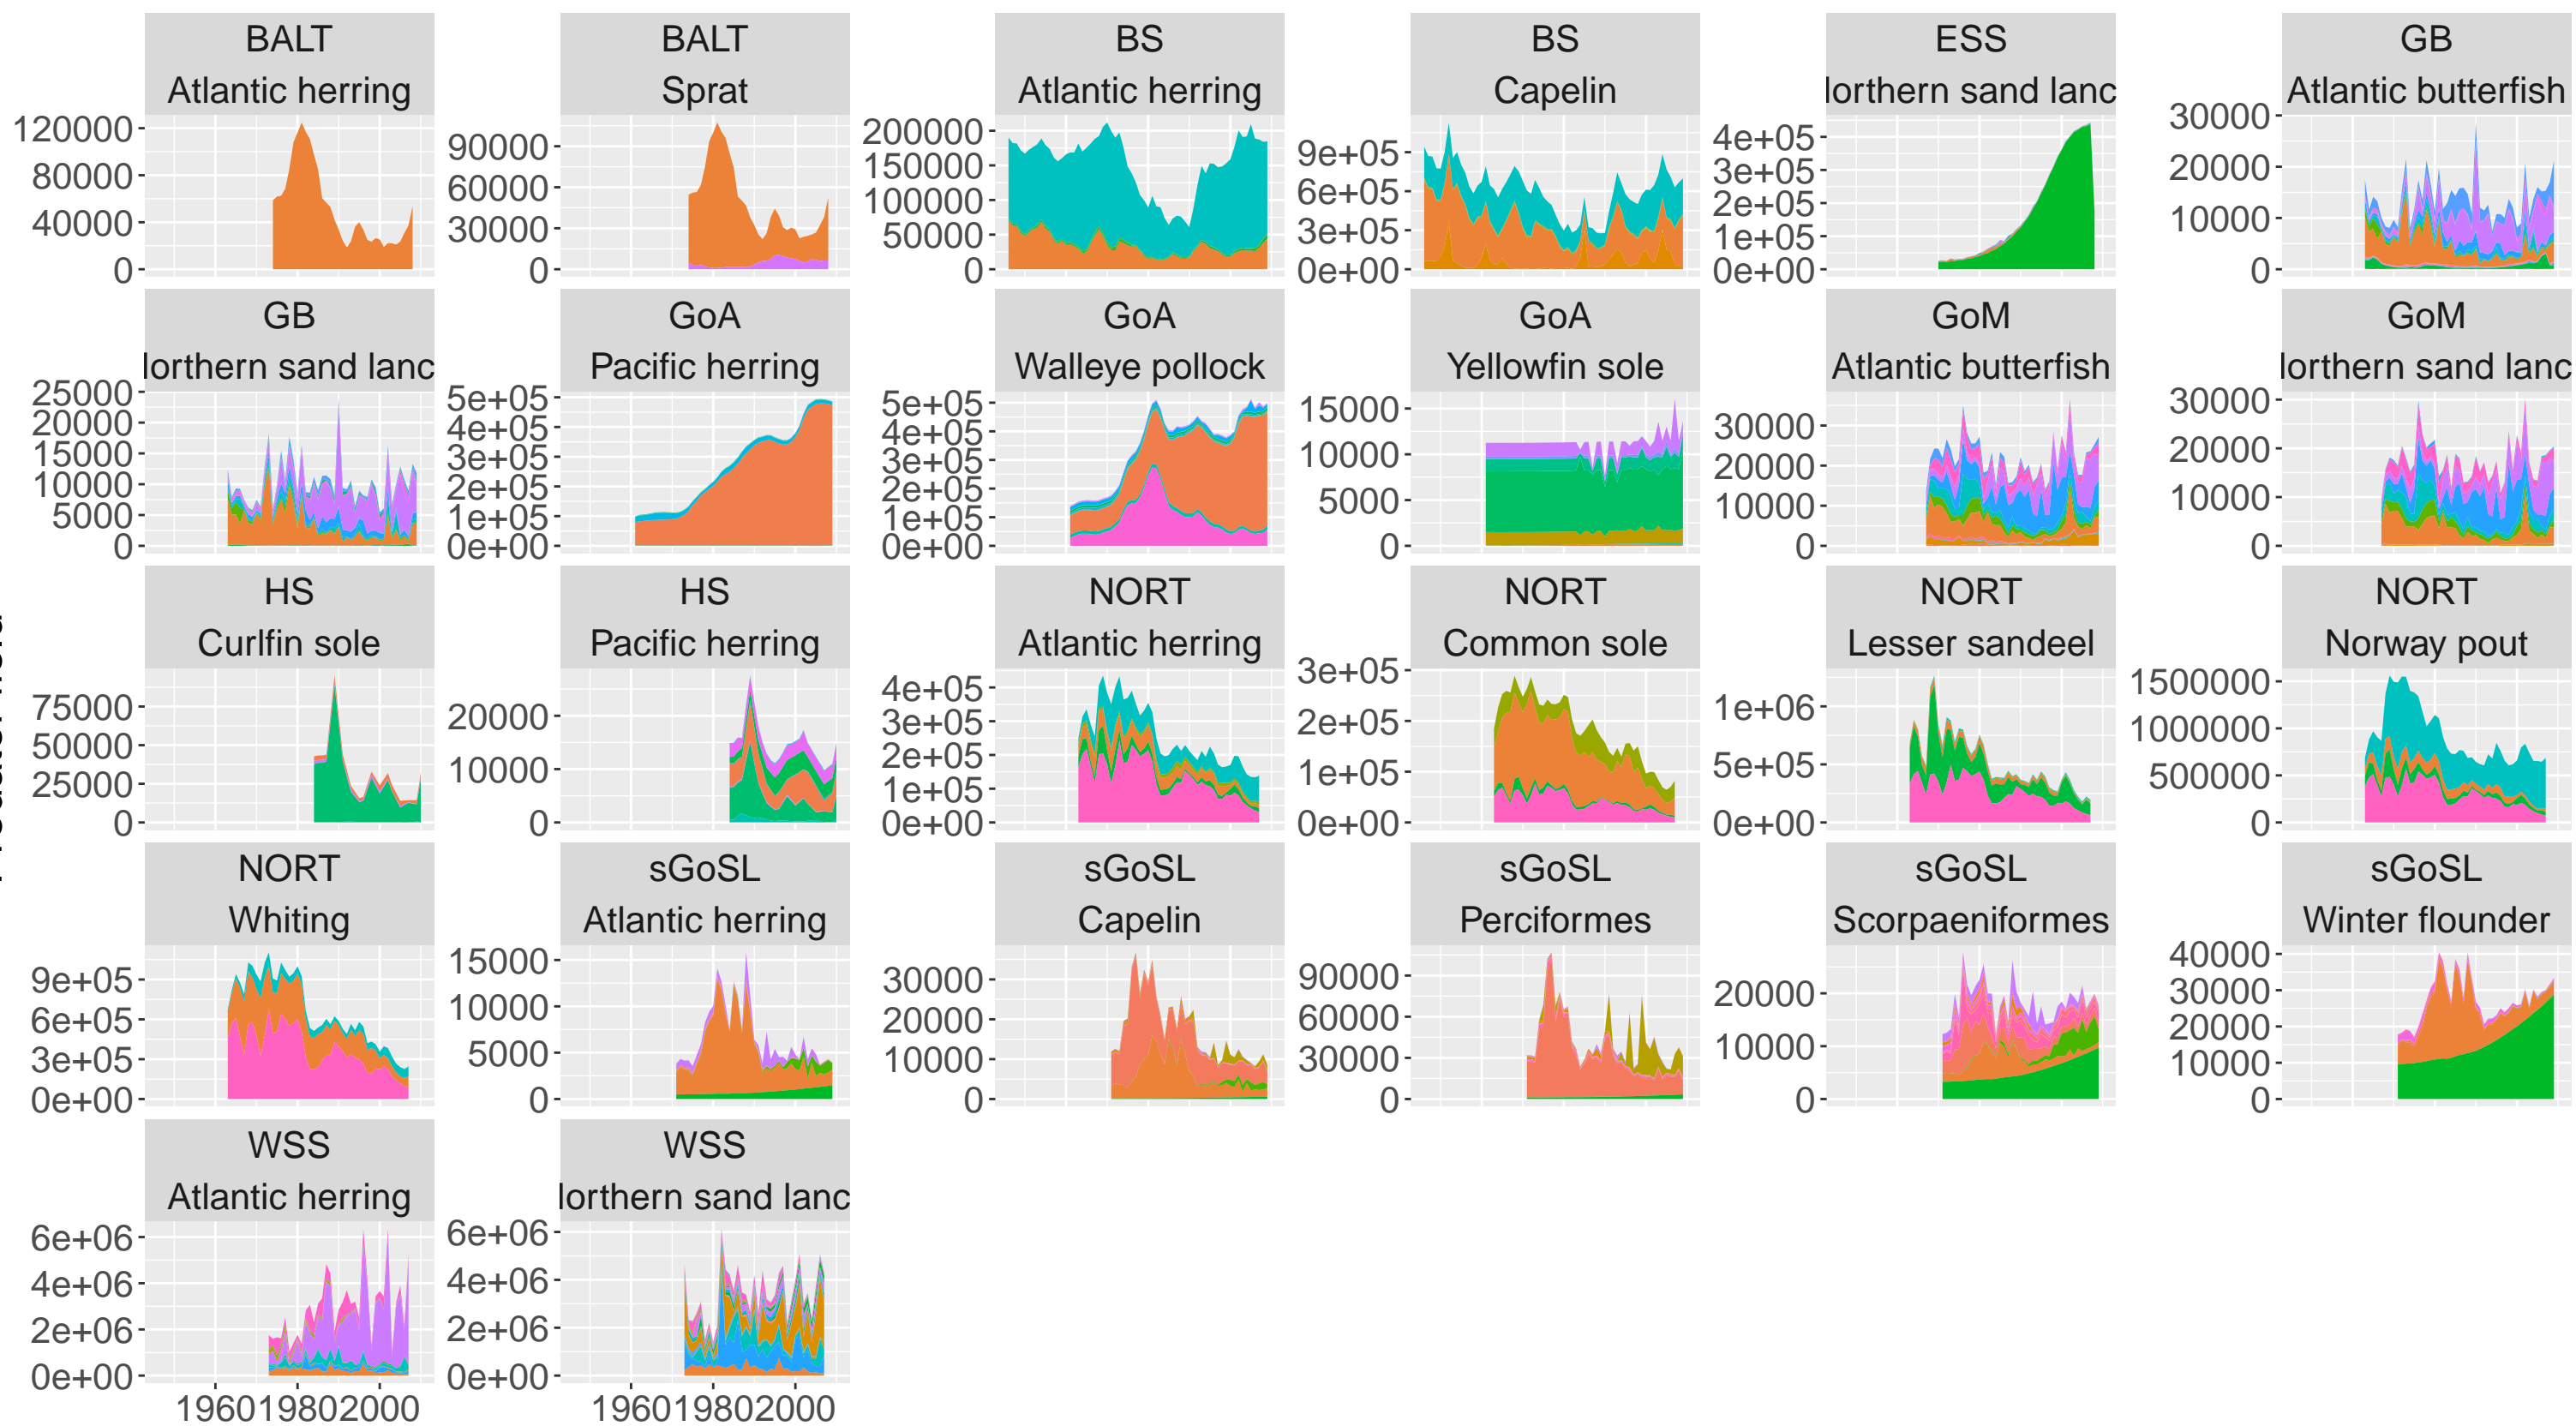 BALT BALT BS BS ESS GB
Atlantic herring Sprat Atlantic herring Capelin lorthern sand lanc Atlantic butterfish
120000 80000 40000 0
90000 60000 30000 0
200000 150000 100000 50000 0
9e+05 6e+05 3e+05 0e+00
4e+05 3e+05 2e+05 1e+05 0e+00
30000 20000 10000 0
GB GoA GoA GoA GoM GoM
lorthern sand lanc Pacific herring Walleye pollock Yellowfin sole Atlantic butterfish lorthern sand lanc
25000 20000 15000 10000 5000 0
5e+05 4e+05 3e+05 2e+05 1e+05 0e+00
5e+05 4e+05 3e+05 2e+05 1e+05 0e+00
15000 10000 5000 0
30000 20000 10000 0
30000 20000 10000 0
HS HS NORT NORT NORT NORT
Curlfin sole Pacific herring Atlantic herring Common sole Lesser sandeel Norway pout
75000 50000 25000 0
20000 10000 0
4e+05 3e+05 2e+05 1e+05 0e+00
3e+05 2e+05 1e+05 0e+00
1e+06 5e+05 0e+00
1500000 1000000 500000 0
NORT sGoSL sGoSL sGoSL sGoSL sGoSL
Whiting Atlantic herring Capelin Perciformes Scorpaeniformes Winter flounder
9e+05 6e+05 3e+05 0e+00
15000 10000 5000 0
30000 20000 10000 0
90000 60000 30000 0
20000 10000 0
40000 30000 20000 10000 0
WSS WSS
Atlantic herring lorthern sand lanc
6e+06 4e+06 2e+06 0e+00
6e+06 4e+06 2e+06 0e+00
1960 1980 2000 1960 1980 2000